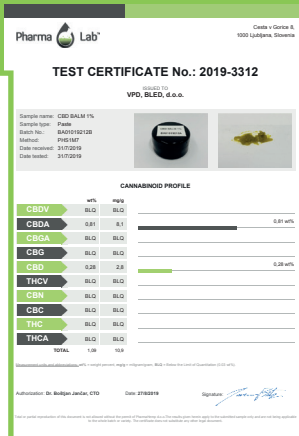 Pharma Lab™
Cesta v Gorice 8,
1000 Ljubljana, Slovenia
TEST CERTIFICATE No.: 2019-3312
ISSUED TO
VPD, BLED, d.o.o.
Sample name: CBD BALM 1%
Sample type: Paste
Batch No.: BA01019212B
Method: PHS1M7
Date received: 31/7/2019
Date tested: 31/7/2019
CANNABINOID PROFILE
wt% mg/g
CBDV BLQ BLQ
CBDA 0,81 8,1 0,81 wt%
CBGA BLQ BLQ
CBG BLQ BLQ
CBD 0,28 2,8 0,28 wt%
THCV BLQ BLQ
CBN BLQ BLQ
CBC BLQ BLQ
THC BLQ BLQ
THCA BLQ BLQ
TOTAL 1,09 10,9
Authorization: Dr. Boštjan Jančar, CTO Date: 27/8/2019 Signature: